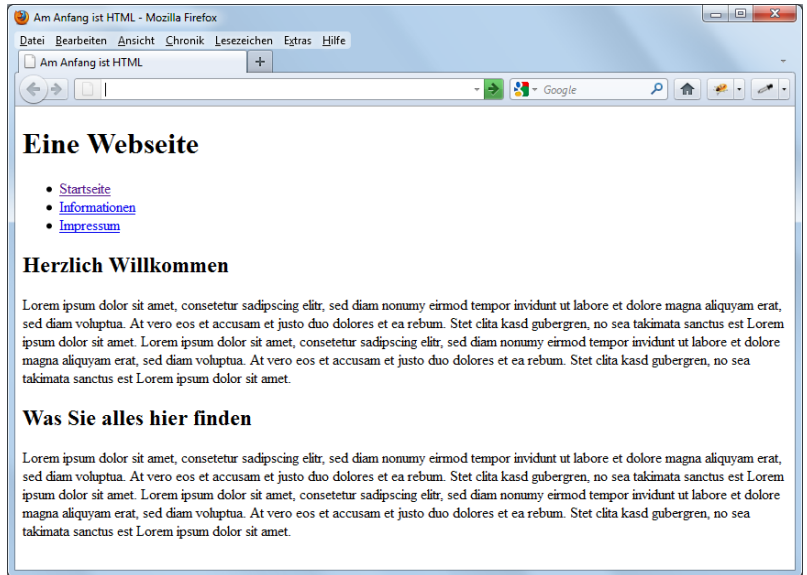 Am Anfang ist HTML - Mozilla Firefox
Datei Bearbeiten Ansicht Chronik Lesezeichen Extras Hilfe
Am Anfang ist HTML
Google
Eine Webseite
Startseite
Informationen
Impressum
Herzlich Willkommen
Lorem ipsum dolor sit amet, consetetur sadipscing elitr, sed diam nonumy eirmod tempor invidunt ut labore et dolore magna aliquyam erat,
sed diam voluptua. At vero eos et accusam et justo duo dolores et ea rebum. Stet clita kasd gubergren, no sea takimata sanctus est Lorem
ipsum dolor sit amet. Lorem ipsum dolor sit amet, consetetur sadipscing elitr, sed diam nonumy eirmod tempor invidunt ut labore et dolore
magna aliquyam erat, sed diam voluptua. At vero eos et accusam et justo duo dolores et ea rebum. Stet clita kasd gubergren, no sea
takimata sanctus est Lorem ipsum dolor sit amet.
Was Sie alles hier finden
Lorem ipsum dolor sit amet, consetetur sadipscing elitr, sed diam nonumy eirmod tempor invidunt ut labore et dolore magna aliquyam erat,
sed diam voluptua. At vero eos et accusam et justo duo dolores et ea rebum. Stet clita kasd gubergren, no sea takimata sanctus est Lorem
ipsum dolor sit amet. Lorem ipsum dolor sit amet, consetetur sadipscing elitr, sed diam nonumy eirmod tempor invidunt ut labore et dolore
magna aliquyam erat, sed diam voluptua. At vero eos et accusam et justo duo dolores et ea rebum. Stet clita kasd gubergren, no sea
takimata sanctus est Lorem ipsum dolor sit amet.